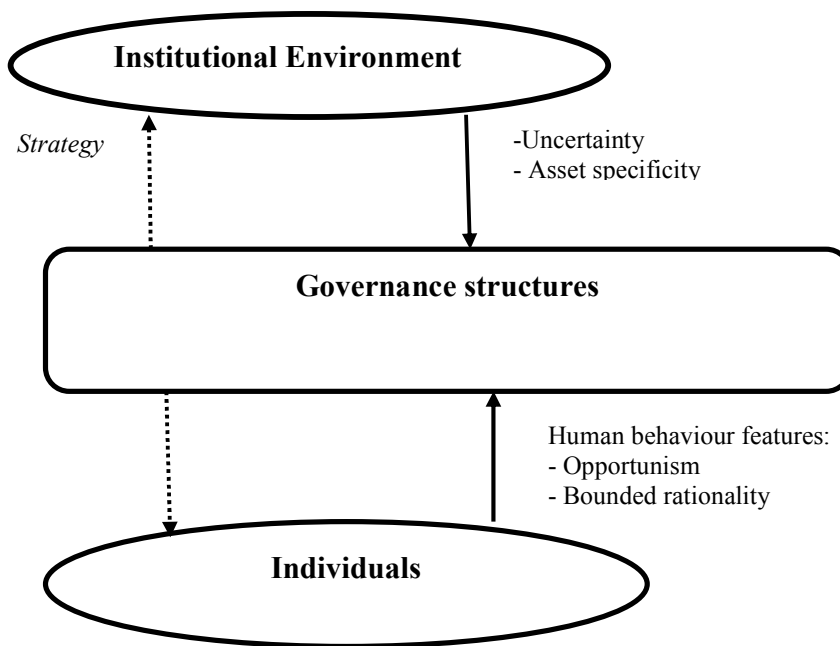 Institutional Environment
Strategy
-Uncertainty
- Asset specificity
Governance structures
Human behaviour features:
- Opportunism
- Bounded rationality
Individuals